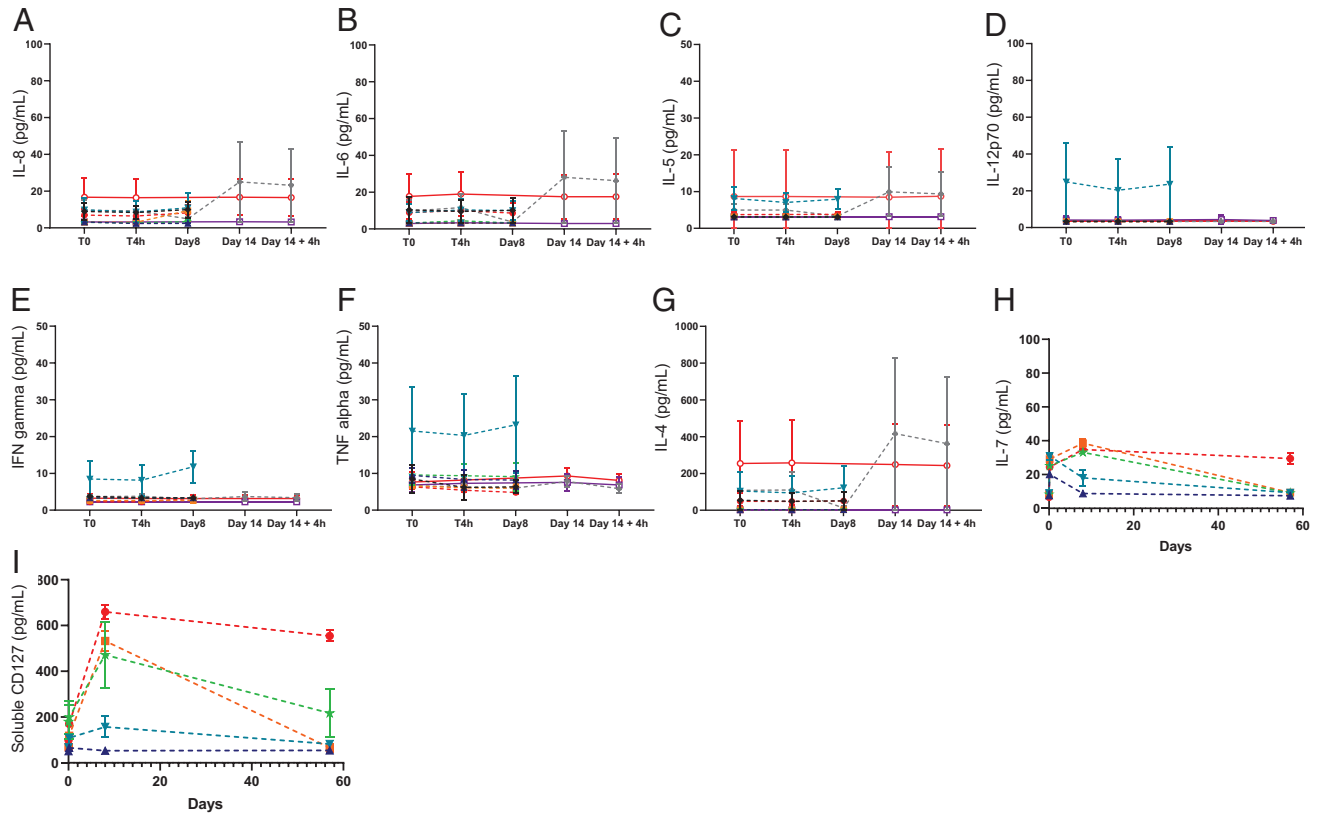 A
IL-8 (pg/mL)
100
80
60
40
20
0
T0 T4h Day8 Day 14 Day 14 + 4h
B
IL-6 (pg/mL)
100
80
60
40
20
0
T0 T4h Day8 Day 14 Day 14 + 4h
C
IL-5 (pg/mL)
50
40
30
20
10
0
T0 T4h Day8 Day 14 Day 14 + 4h
D
IL-12p70 (pg/mL)
100
80
60
40
20
0
T0 T4h Day8 Day 14 Day 14 + 4h
E
IFN gamma (pg/mL)
50
40
30
20
10
0
T0 T4h Day8 Day 14 Day 14 + 4h
F
TNF alpha (pg/mL)
50
40
30
20
10
0
T0 T4h Day8 Day 14 Day 14 + 4h
G
IL-4 (pg/mL)
1000
800
600
400
200
0
T0 T4h Day8 Day 14 Day 14 + 4h
H
IL-7 (pg/mL)
100
80
60
40
20
0
0 20 40 60
Days
I
Soluble CD127 (pg/mL)
800
600
400
200
0
0 20 40 60
Days